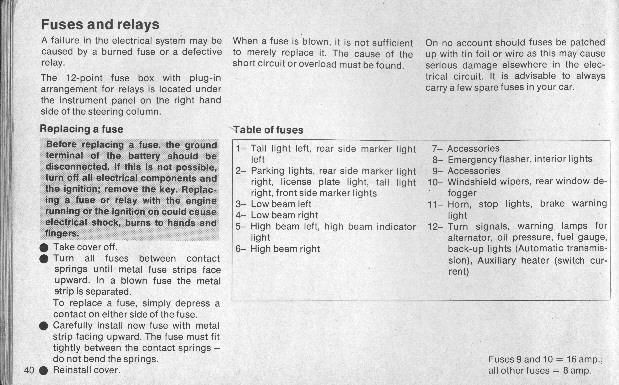 Fuses and relays
A failure in the electrical system may be
caused by a burned fuse or a defective
relay.
The 12-point fuse box with plug-in
arrangement for relays is located under
the instrument panel on the right hand
side of the steering column.
When a fuse is blown, it is not sufficient
to merely replace it. The cause of the
short circuit or overload must be found.
On no account should fuses be patched
up with tin foil or wire as this may cause
serious damage elsewhere in the elec-
trical circuit. It is advisable to always
carry a few spare fuses in your car.
Replacing a fuse
Before replacing a fuse, the ground
terminal of the battery should be
disconnected. If this is not possible,
turn off all electrical components and
the ignition; remove the key. Replac-
ing a fuse or relay with the engine
running or the ignition on could cause
electrical shock, burns to hands and
fingers.
● Take cover off.
● Turn all fuses between contact
springs until metal fuse strips face
upward. In a blown fuse the metal
strip is separated.
To replace a fuse, simply depress a
contact on either side of the fuse.
● Carefully install new fuse with metal
strip facing upward. The fuse must fit
tightly between the contact springs –
do not bend the springs.
● Reinstall cover.
Table of fuses
1– Tail light left, rear side marker light
left
2– Parking lights, rear side marker light
right, license plate light, tail light
right, front side marker lights
3– Low beam left
4– Low beam right
5– High beam left, high beam indicator
light
6– High beam right
7– Accessories
8– Emergency flasher, interior lights
9– Accessories
10– Windshield wipers, rear window de-
fogger
11– Horn, stop lights, brake warning
light
12– Turn signals, warning lamps for
alternator, oil pressure, fuel gauge,
back-up lights (Automatic transmis-
sion), Auxiliary heater (switch cur-
rent)
Fuses 9 and 10 = 16 amp.;
all other fuses = 8 amp.
40